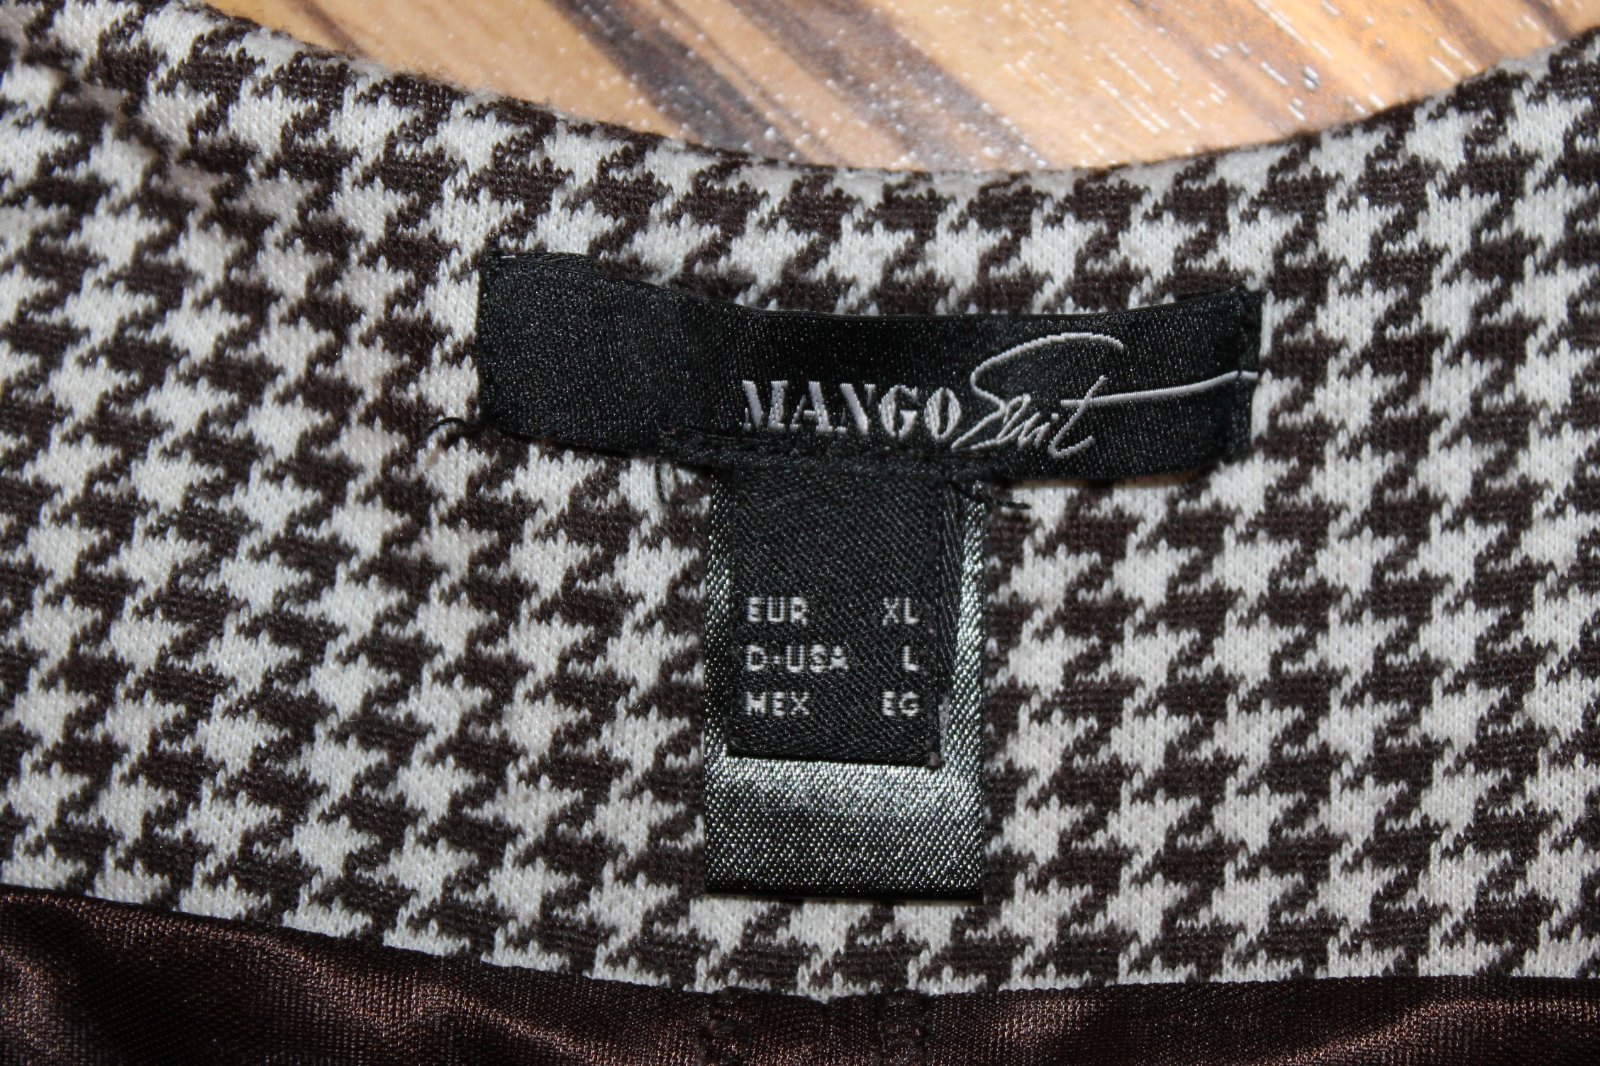 MANGO Suit
EUR XL
D-USA L
MEX EG